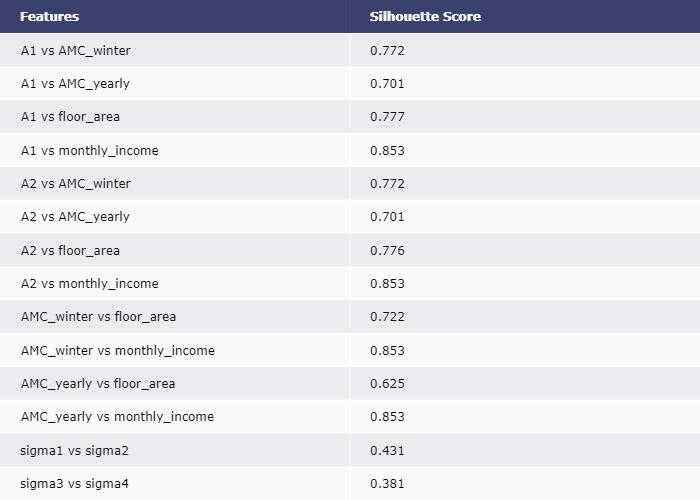 Features Silhouette Score
A1 vs AMC_winter 0.772
A1 vs AMC_yearly 0.701
A1 vs floor_area 0.777
A1 vs monthly_income 0.853
A2 vs AMC_winter 0.772
A2 vs AMC_yearly 0.701
A2 vs floor_area 0.776
A2 vs monthly_income 0.853
AMC_winter vs floor_area 0.722
AMC_winter vs monthly_income 0.853
AMC_yearly vs floor_area 0.625
AMC_yearly vs monthly_income 0.853
sigma1 vs sigma2 0.431
sigma3 vs sigma4 0.381